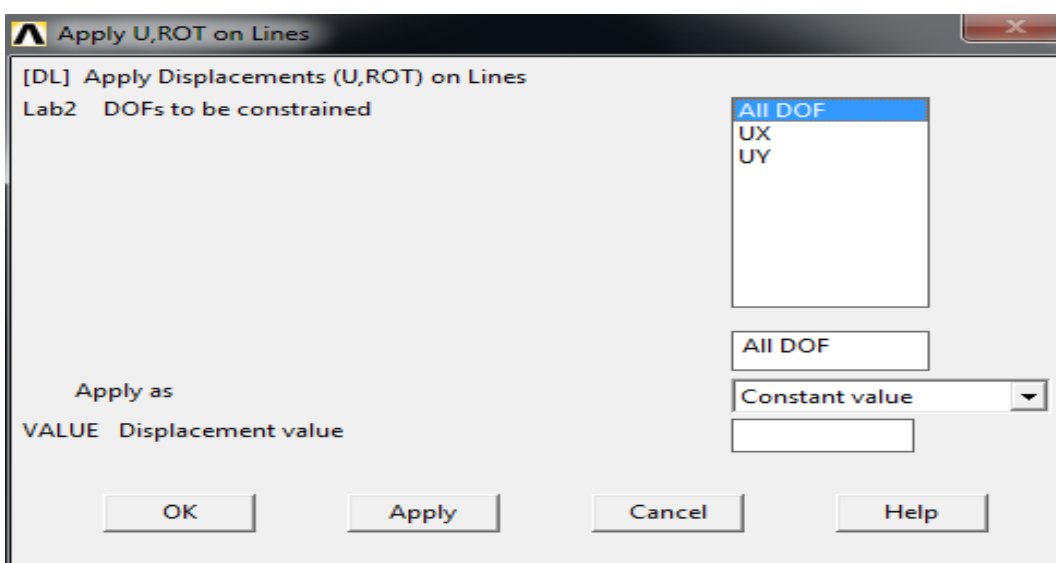 Apply U,ROT on Lines
[DL] Apply Displacements (U,ROT) on Lines
Lab2 DOFs to be constrained
All DOF
UX
UY
All DOF
Apply as
Constant value
VALUE Displacement value
OK Apply Cancel Help